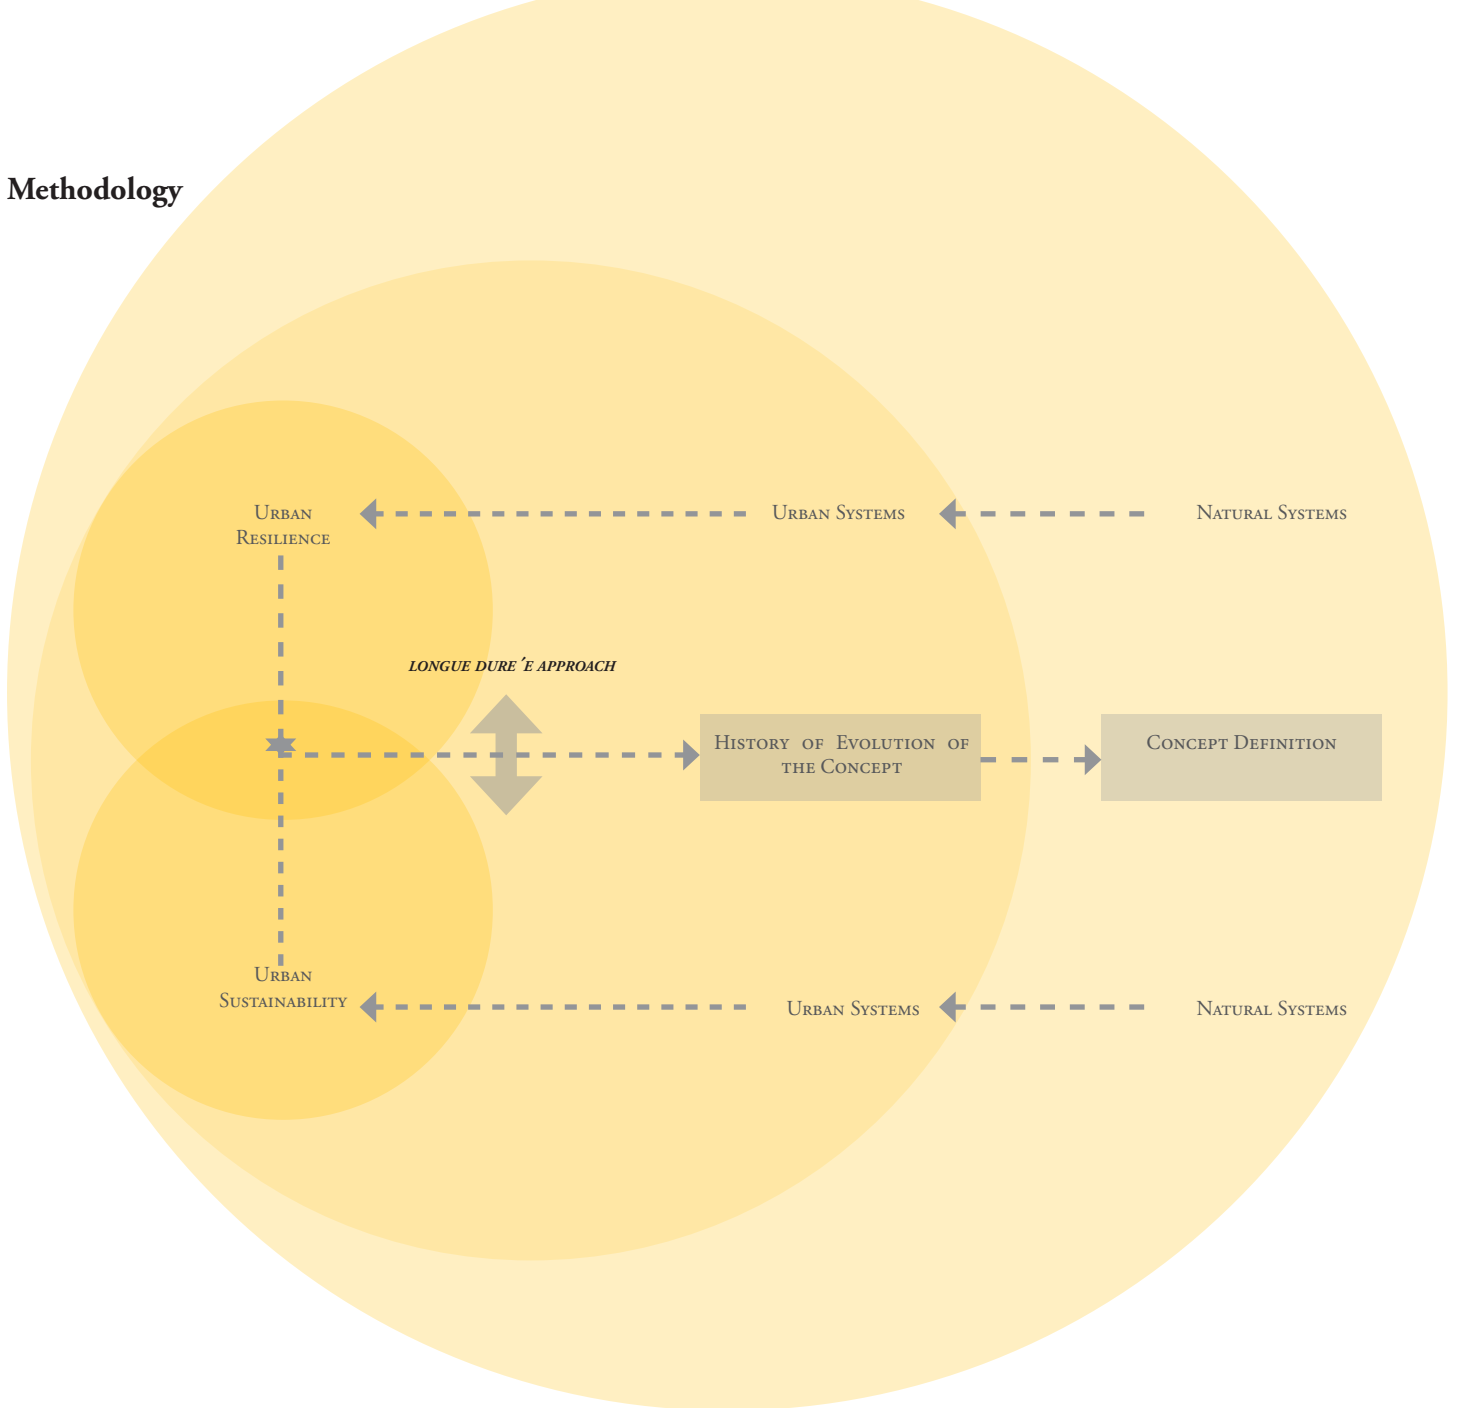 Methodology
Urban
Resilience
Urban Systems
Natural Systems
longue dure´e approach
History of Evolution of
the Concept
Concept Definition
Urban
Sustainability
Urban Systems
Natural Systems